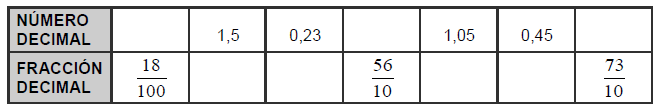 NÚMERO
DECIMAL 1,5 0,23 1,05 0,45
FRACCIÓN
DECIMAL 18/100 56/10 73/10